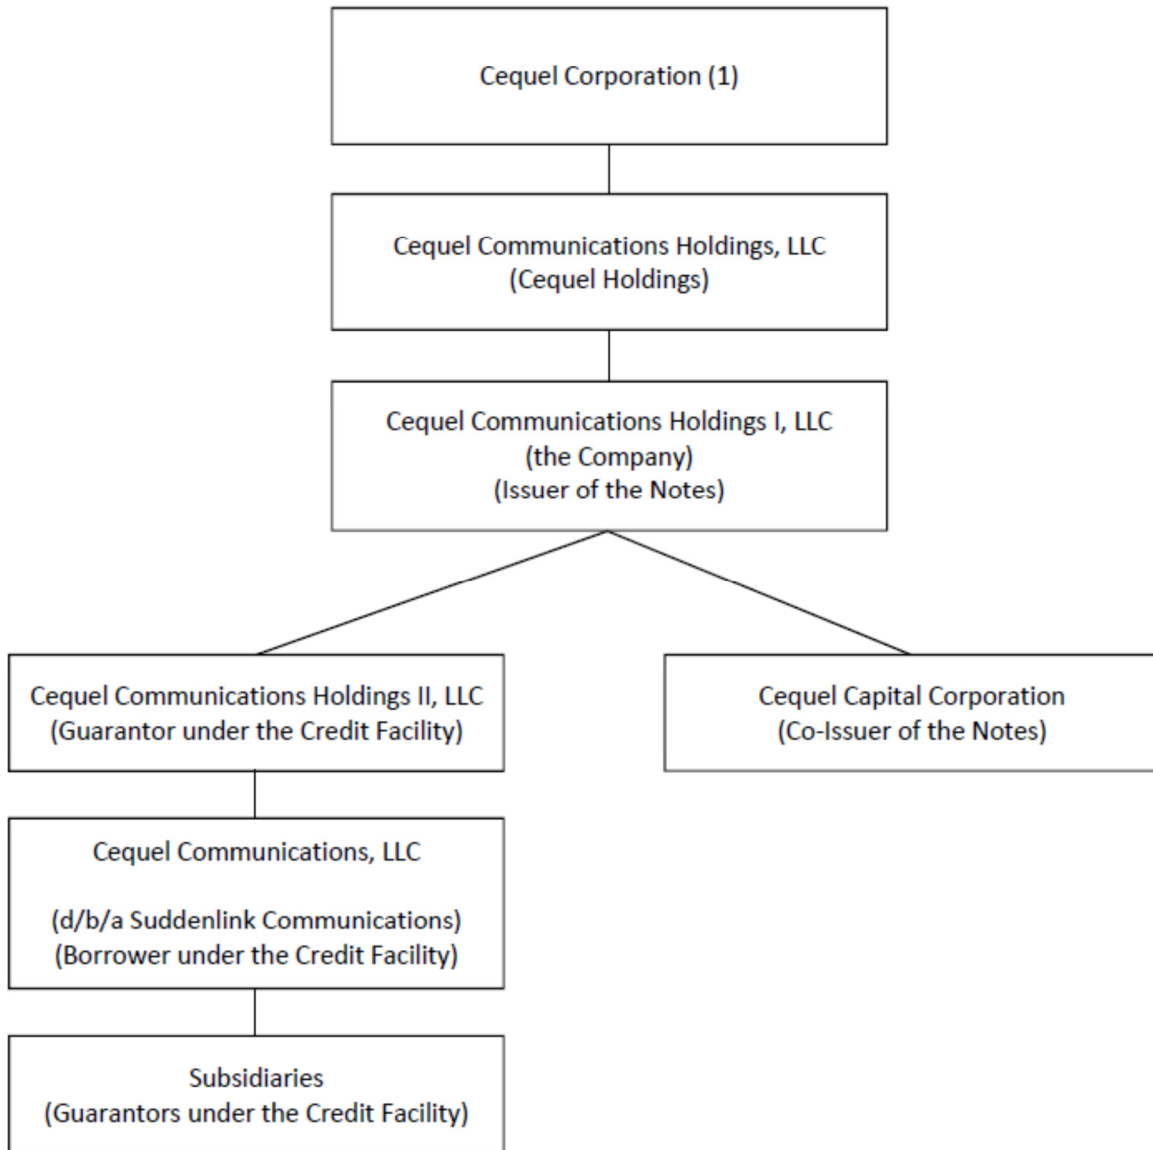 Cequel Corporation (1)
Cequel Communications Holdings, LLC
(Cequel Holdings)
Cequel Communications Holdings I, LLC
(the Company)
(Issuer of the Notes)
Cequel Communications Holdings II, LLC
(Guarantor under the Credit Facility)
Cequel Capital Corporation
(Co-Issuer of the Notes)
Cequel Communications, LLC
(d/b/a Suddenlink Communications)
(Borrower under the Credit Facility)
Subsidiaries
(Guarantors under the Credit Facility)